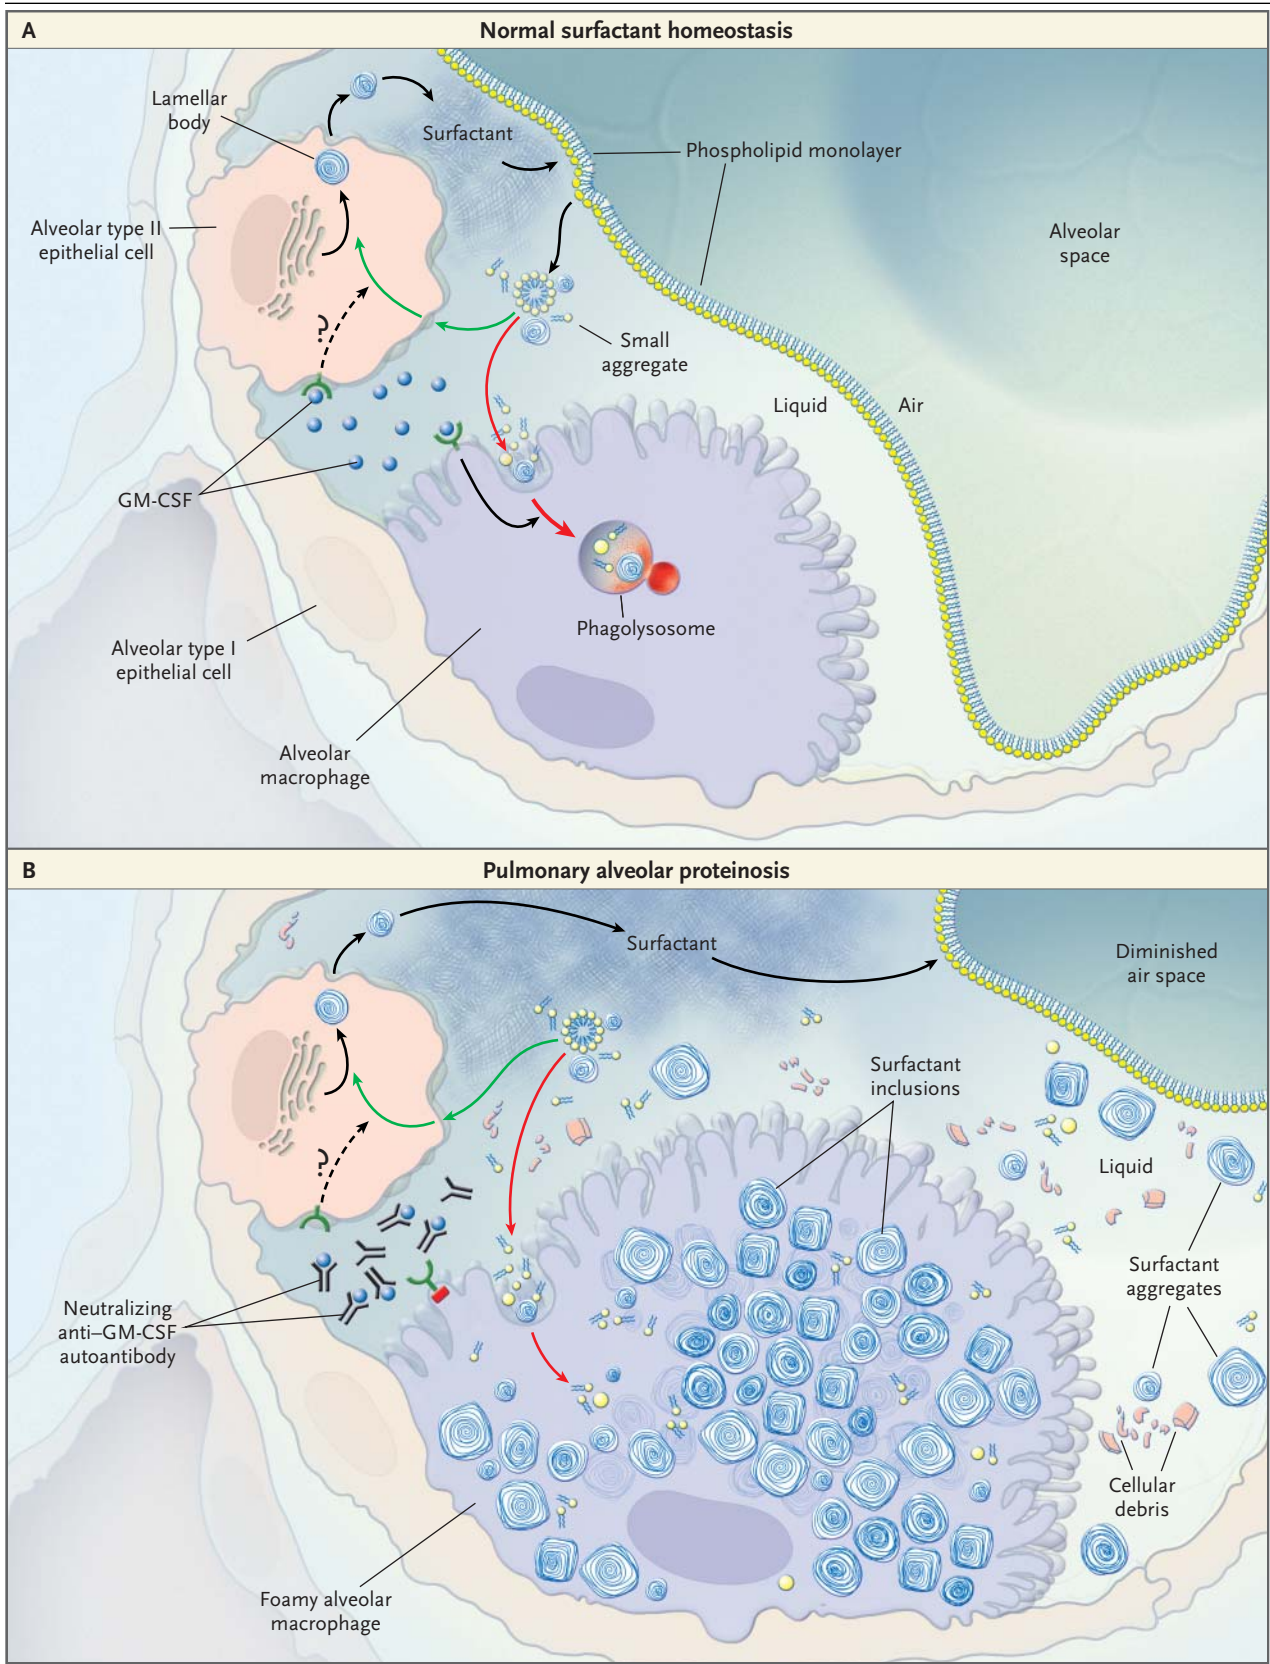 A
Normal surfactant homeostasis
Lamellar
body
Surfactant
Phospholipid monolayer
Alveolar type II
epithelial cell
Alveolar
space
?
Small
aggregate
Liquid
Air
GM-CSF
Phagolysosome
Alveolar type I
epithelial cell
Alveolar
macrophage
B
Pulmonary alveolar proteinosis
Surfactant
Diminished
air space
Surfactant
inclusions
?
Liquid
Surfactant
aggregates
Neutralizing
anti–GM-CSF
autoantibody
Cellular
debris
Foamy alveolar
macrophage